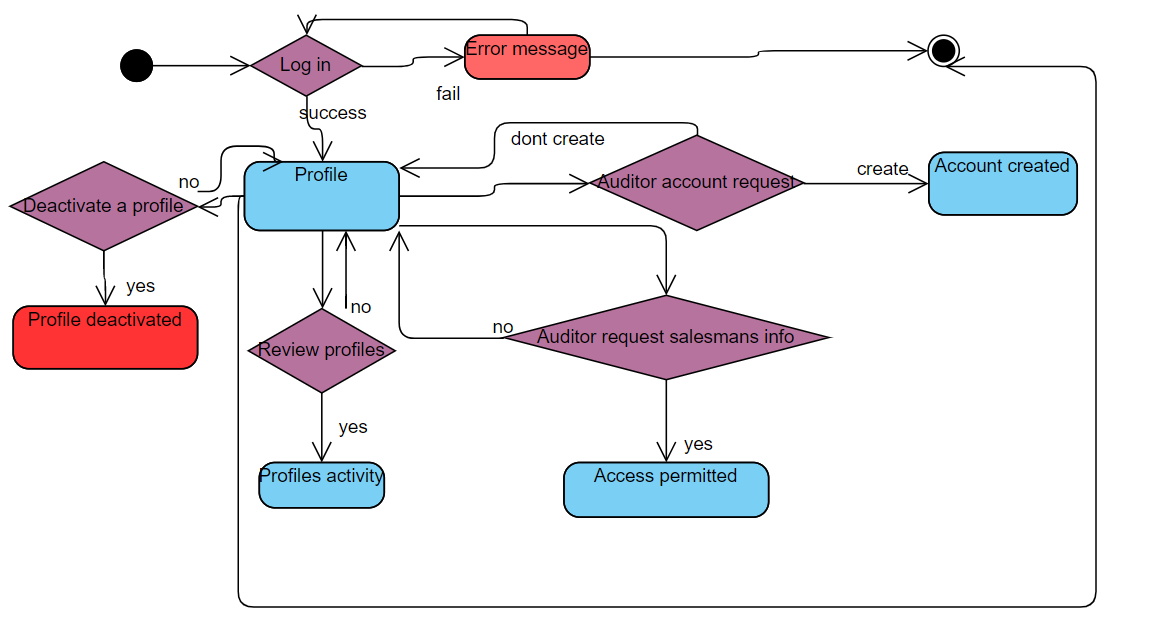 Log in
Error message
fail
success
dont create
Profile
Auditor account request
create
Account created
no
Deactivate a profile
yes
Profile deactivated
no
Review profiles
no
Auditor request salesmans info
yes
Profiles activity
yes
Access permitted